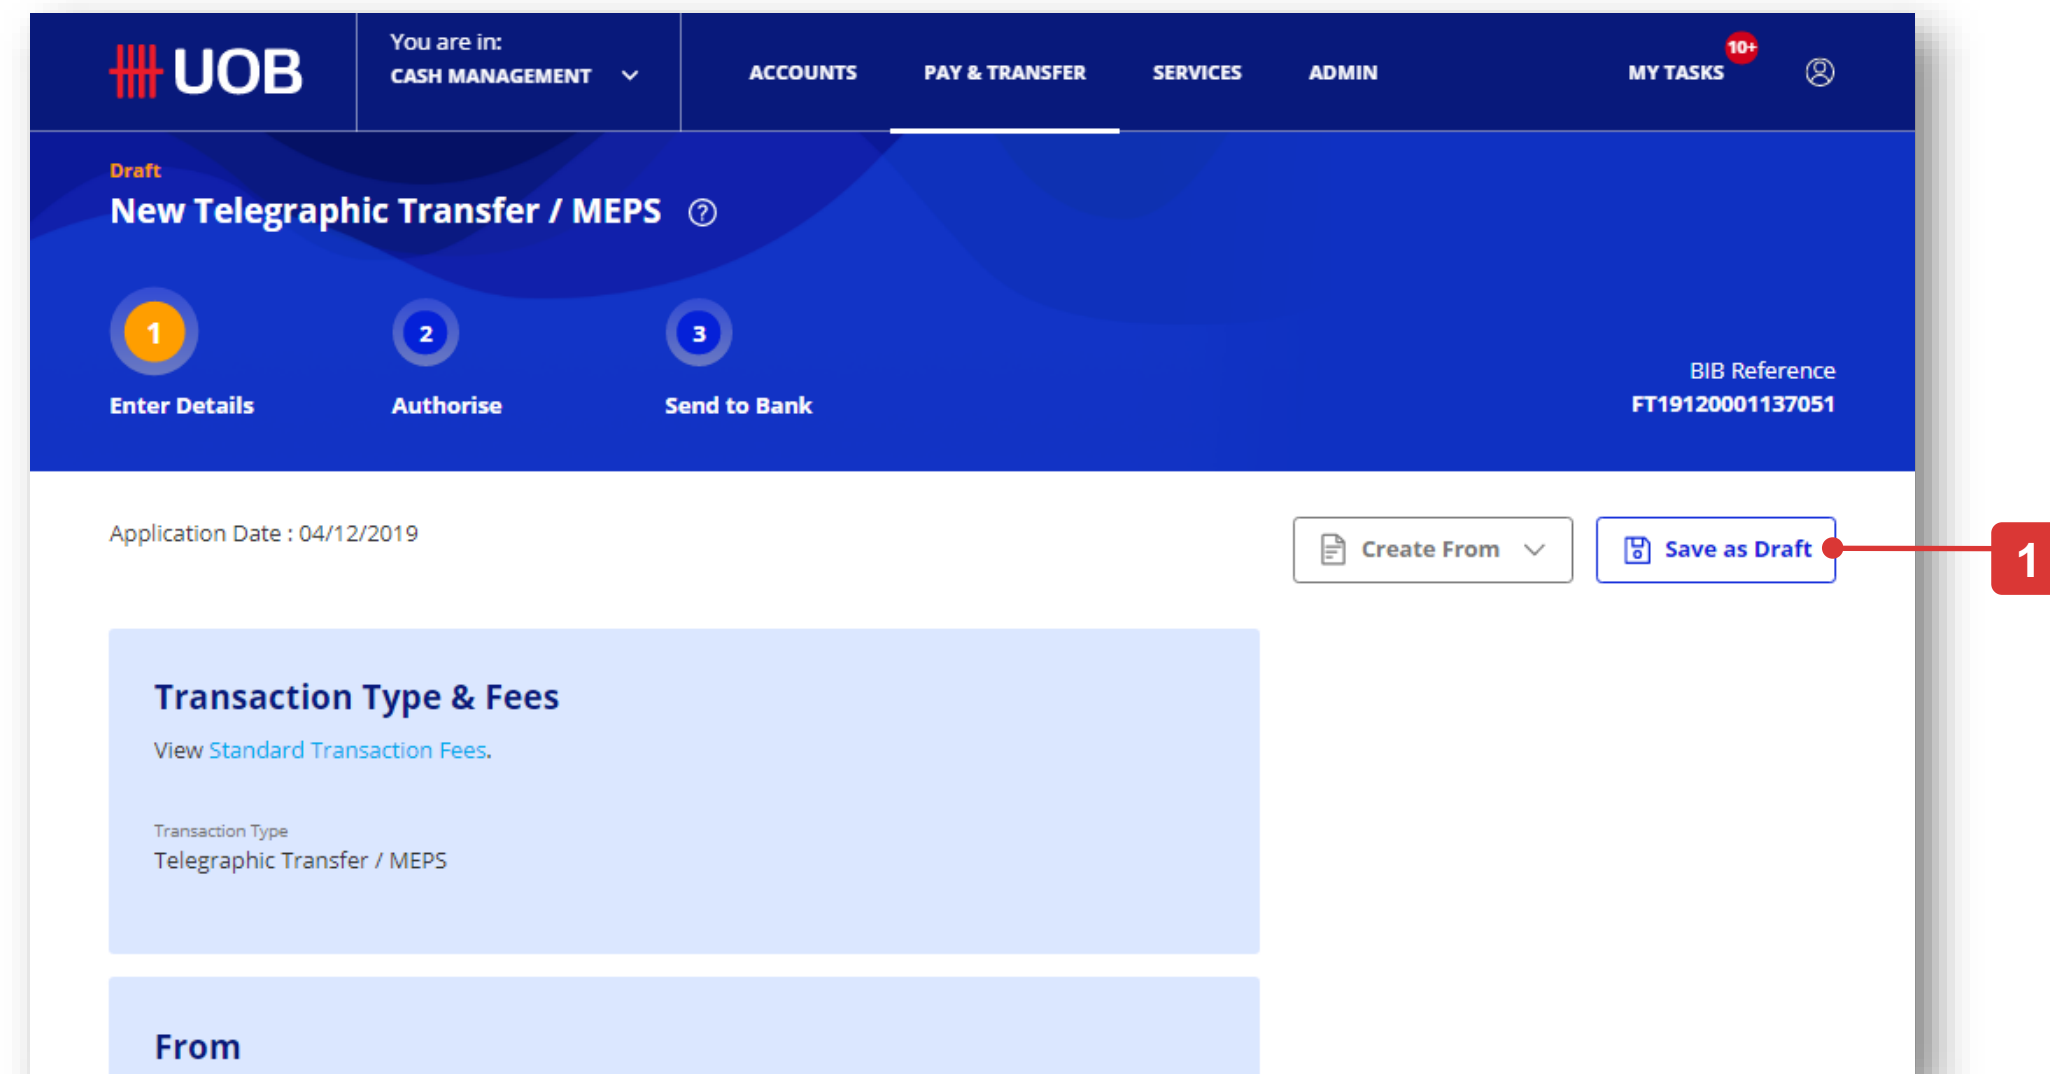 UOB
You are in:
CASH MANAGEMENT
ACCOUNTS
PAY & TRANSFER
SERVICES
ADMIN
MY TASKS
10+
Draft
New Telegraphic Transfer / MEPS ?
1
2
3
Enter Details
Authorise
Send to Bank
BIB Reference
FT19120001137051
Application Date : 04/12/2019
Create From
Save as Draft
1
Transaction Type & Fees
View Standard Transaction Fees.
Transaction Type
Telegraphic Transfer / MEPS
From